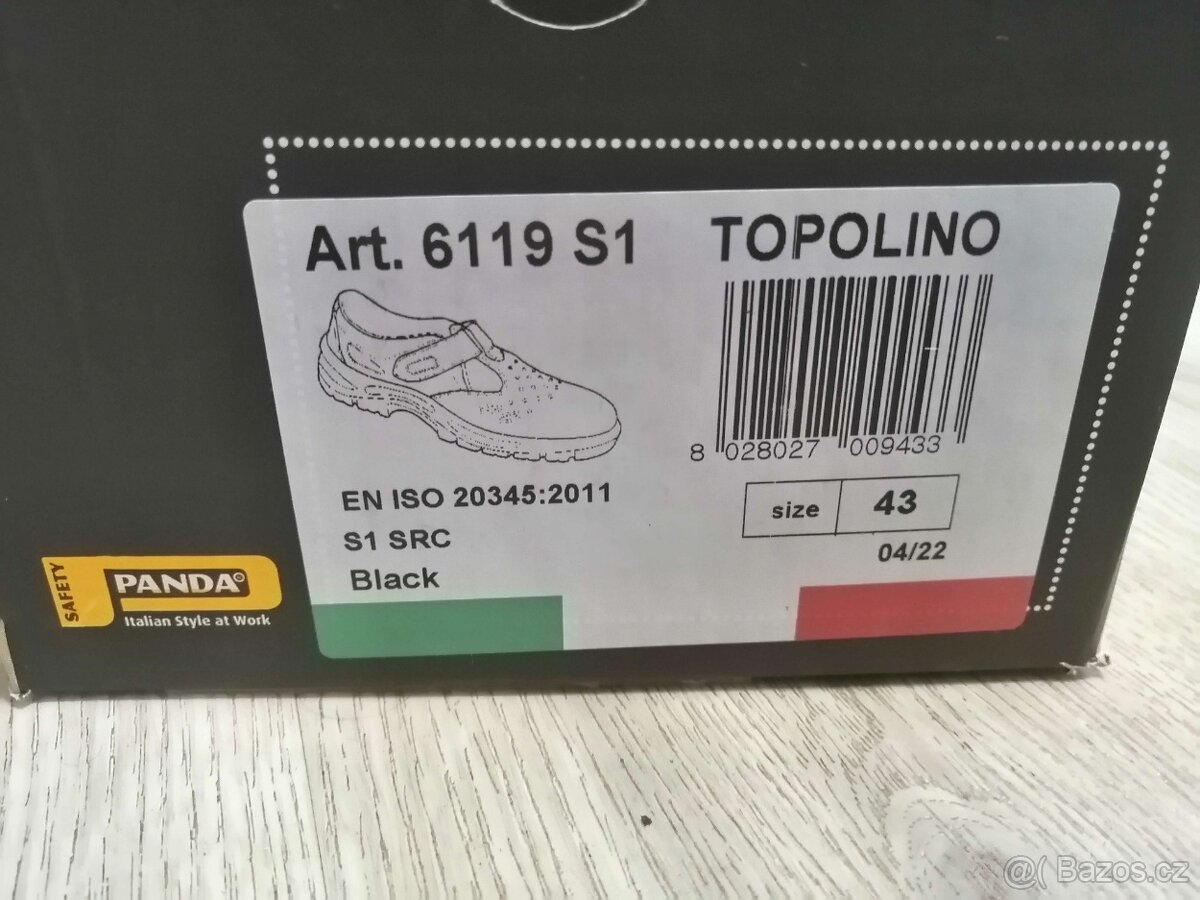 Art. 6119 S1
TOPOLINO
8 028027 009433
EN ISO 20345:2011
S1 SRC
Black
size 43
04/22
SAFETY
PANDA®
Italian Style at Work
@( Bazos.cz